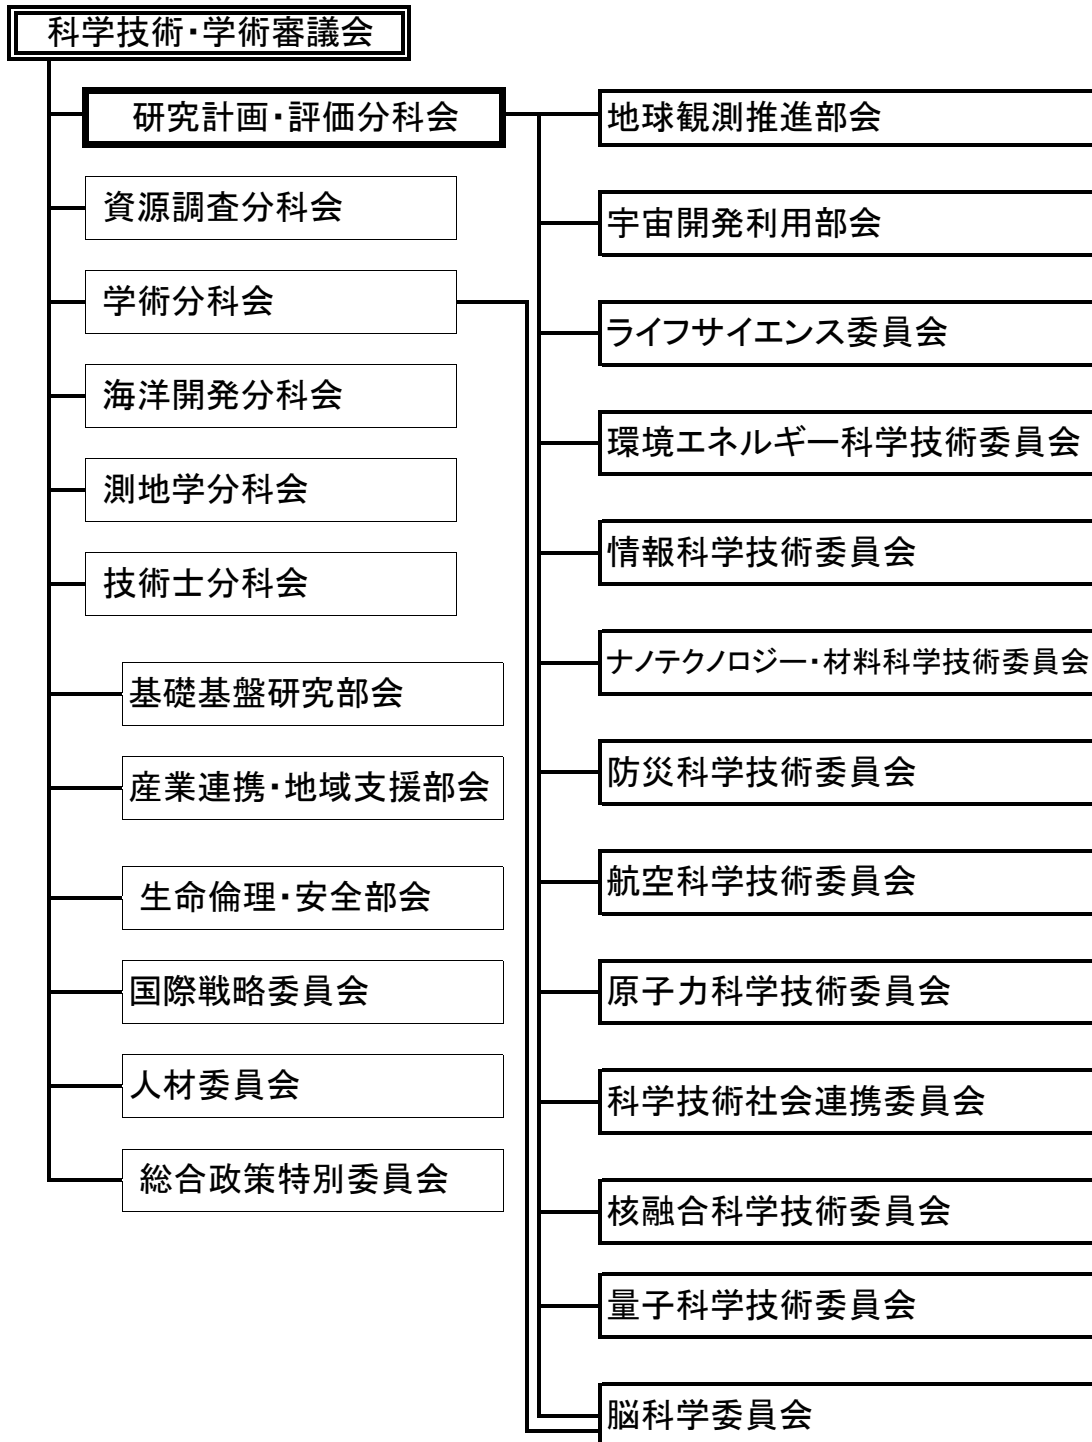 科学技術・学術審議会
研究計画・評価分科会
資源調査分科会
学術分科会
海洋開発分科会
測地学分科会
技術士分科会
基礎基盤研究部会
産業連携・地域支援部会
生命倫理・安全部会
国際戦略委員会
人材委員会
総合政策特別委員会
地球観測推進部会
宇宙開発利用部会
ライフサイエンス委員会
環境エネルギー科学技術委員会
情報科学技術委員会
ナノテクノロジー・材料科学技術委員会
防災科学技術委員会
航空科学技術委員会
原子力科学技術委員会
科学技術社会連携委員会
核融合科学技術委員会
量子科学技術委員会
脳科学委員会